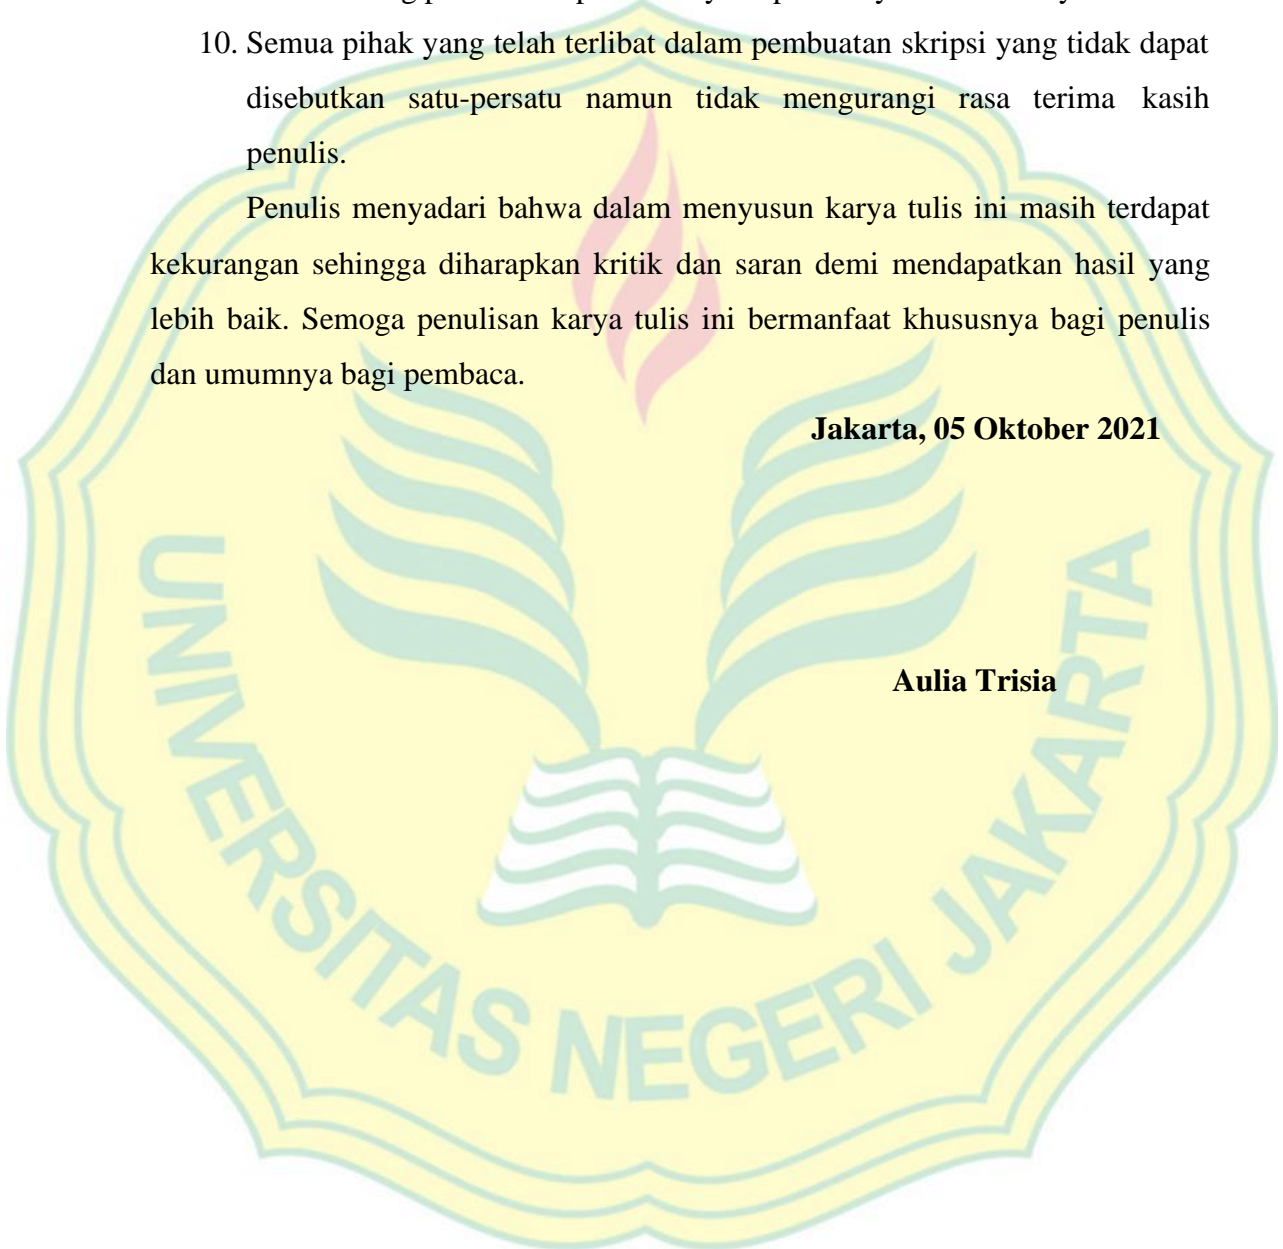 10. Semua pihak yang telah terlibat dalam pembuatan skripsi yang tidak dapat
disebutkan satu-persatu namun tidak mengurangi rasa terima kasih
penulis.
Penulis menyadari bahwa dalam menyusun karya tulis ini masih terdapat
kekurangan sehingga diharapkan kritik dan saran demi mendapatkan hasil yang
lebih baik. Semoga penulisan karya tulis ini bermanfaat khususnya bagi penulis
dan umumnya bagi pembaca.
Jakarta, 05 Oktober 2021
Aulia Trisia
UNIVERSITAS NEGERI JAKARTA